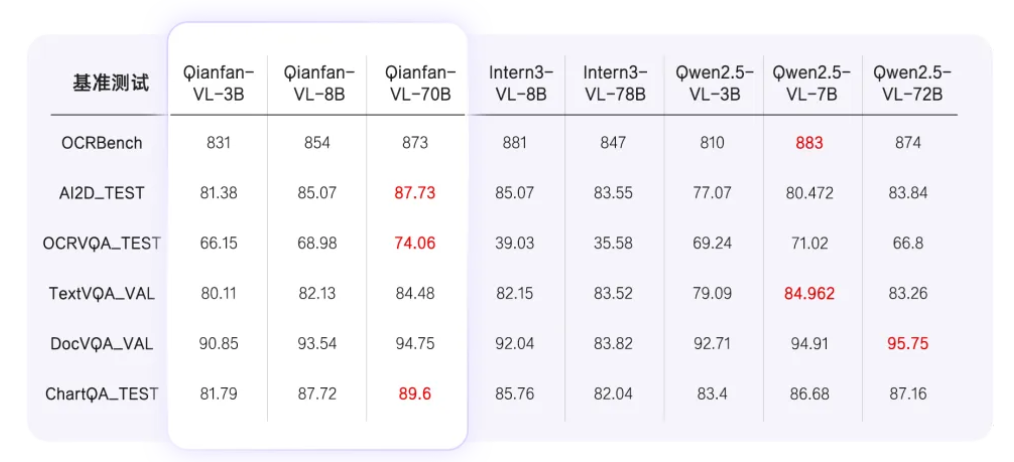 基准测试 Qianfan-VL-3B Qianfan-VL-8B Qianfan-VL-70B Intern3-VL-8B Intern3-VL-78B Qwen2.5-VL-3B Qwen2.5-VL-7B Qwen2.5-VL-72B
OCRBench 831 854 873 881 847 810 883 874
AI2D_TEST 81.38 85.07 87.73 85.07 83.55 77.07 80.472 83.84
OCRVQA_TEST 66.15 68.98 74.06 39.03 35.58 69.24 71.02 66.8
TextVQA_VAL 80.11 82.13 84.48 82.15 83.52 79.09 84.962 83.26
DocVQA_VAL 90.85 93.54 94.75 92.04 83.82 92.71 94.91 95.75
ChartQA_TEST 81.79 87.72 89.6 85.76 82.04 83.4 86.68 87.16